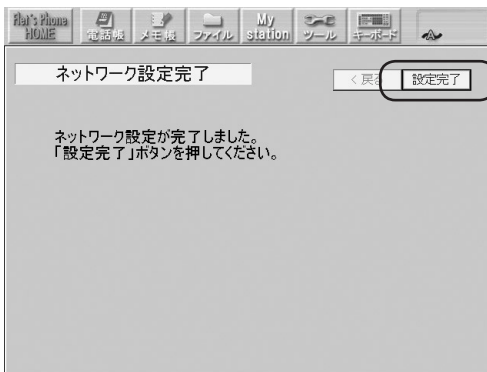 Flet's Phone HOME
電話帳
メモ帳
ファイル
My station
ツール
キーボード
ネットワーク設定完了
< 戻る
設定完了
ネットワーク設定が完了しました。
「設定完了」ボタンを押してください。